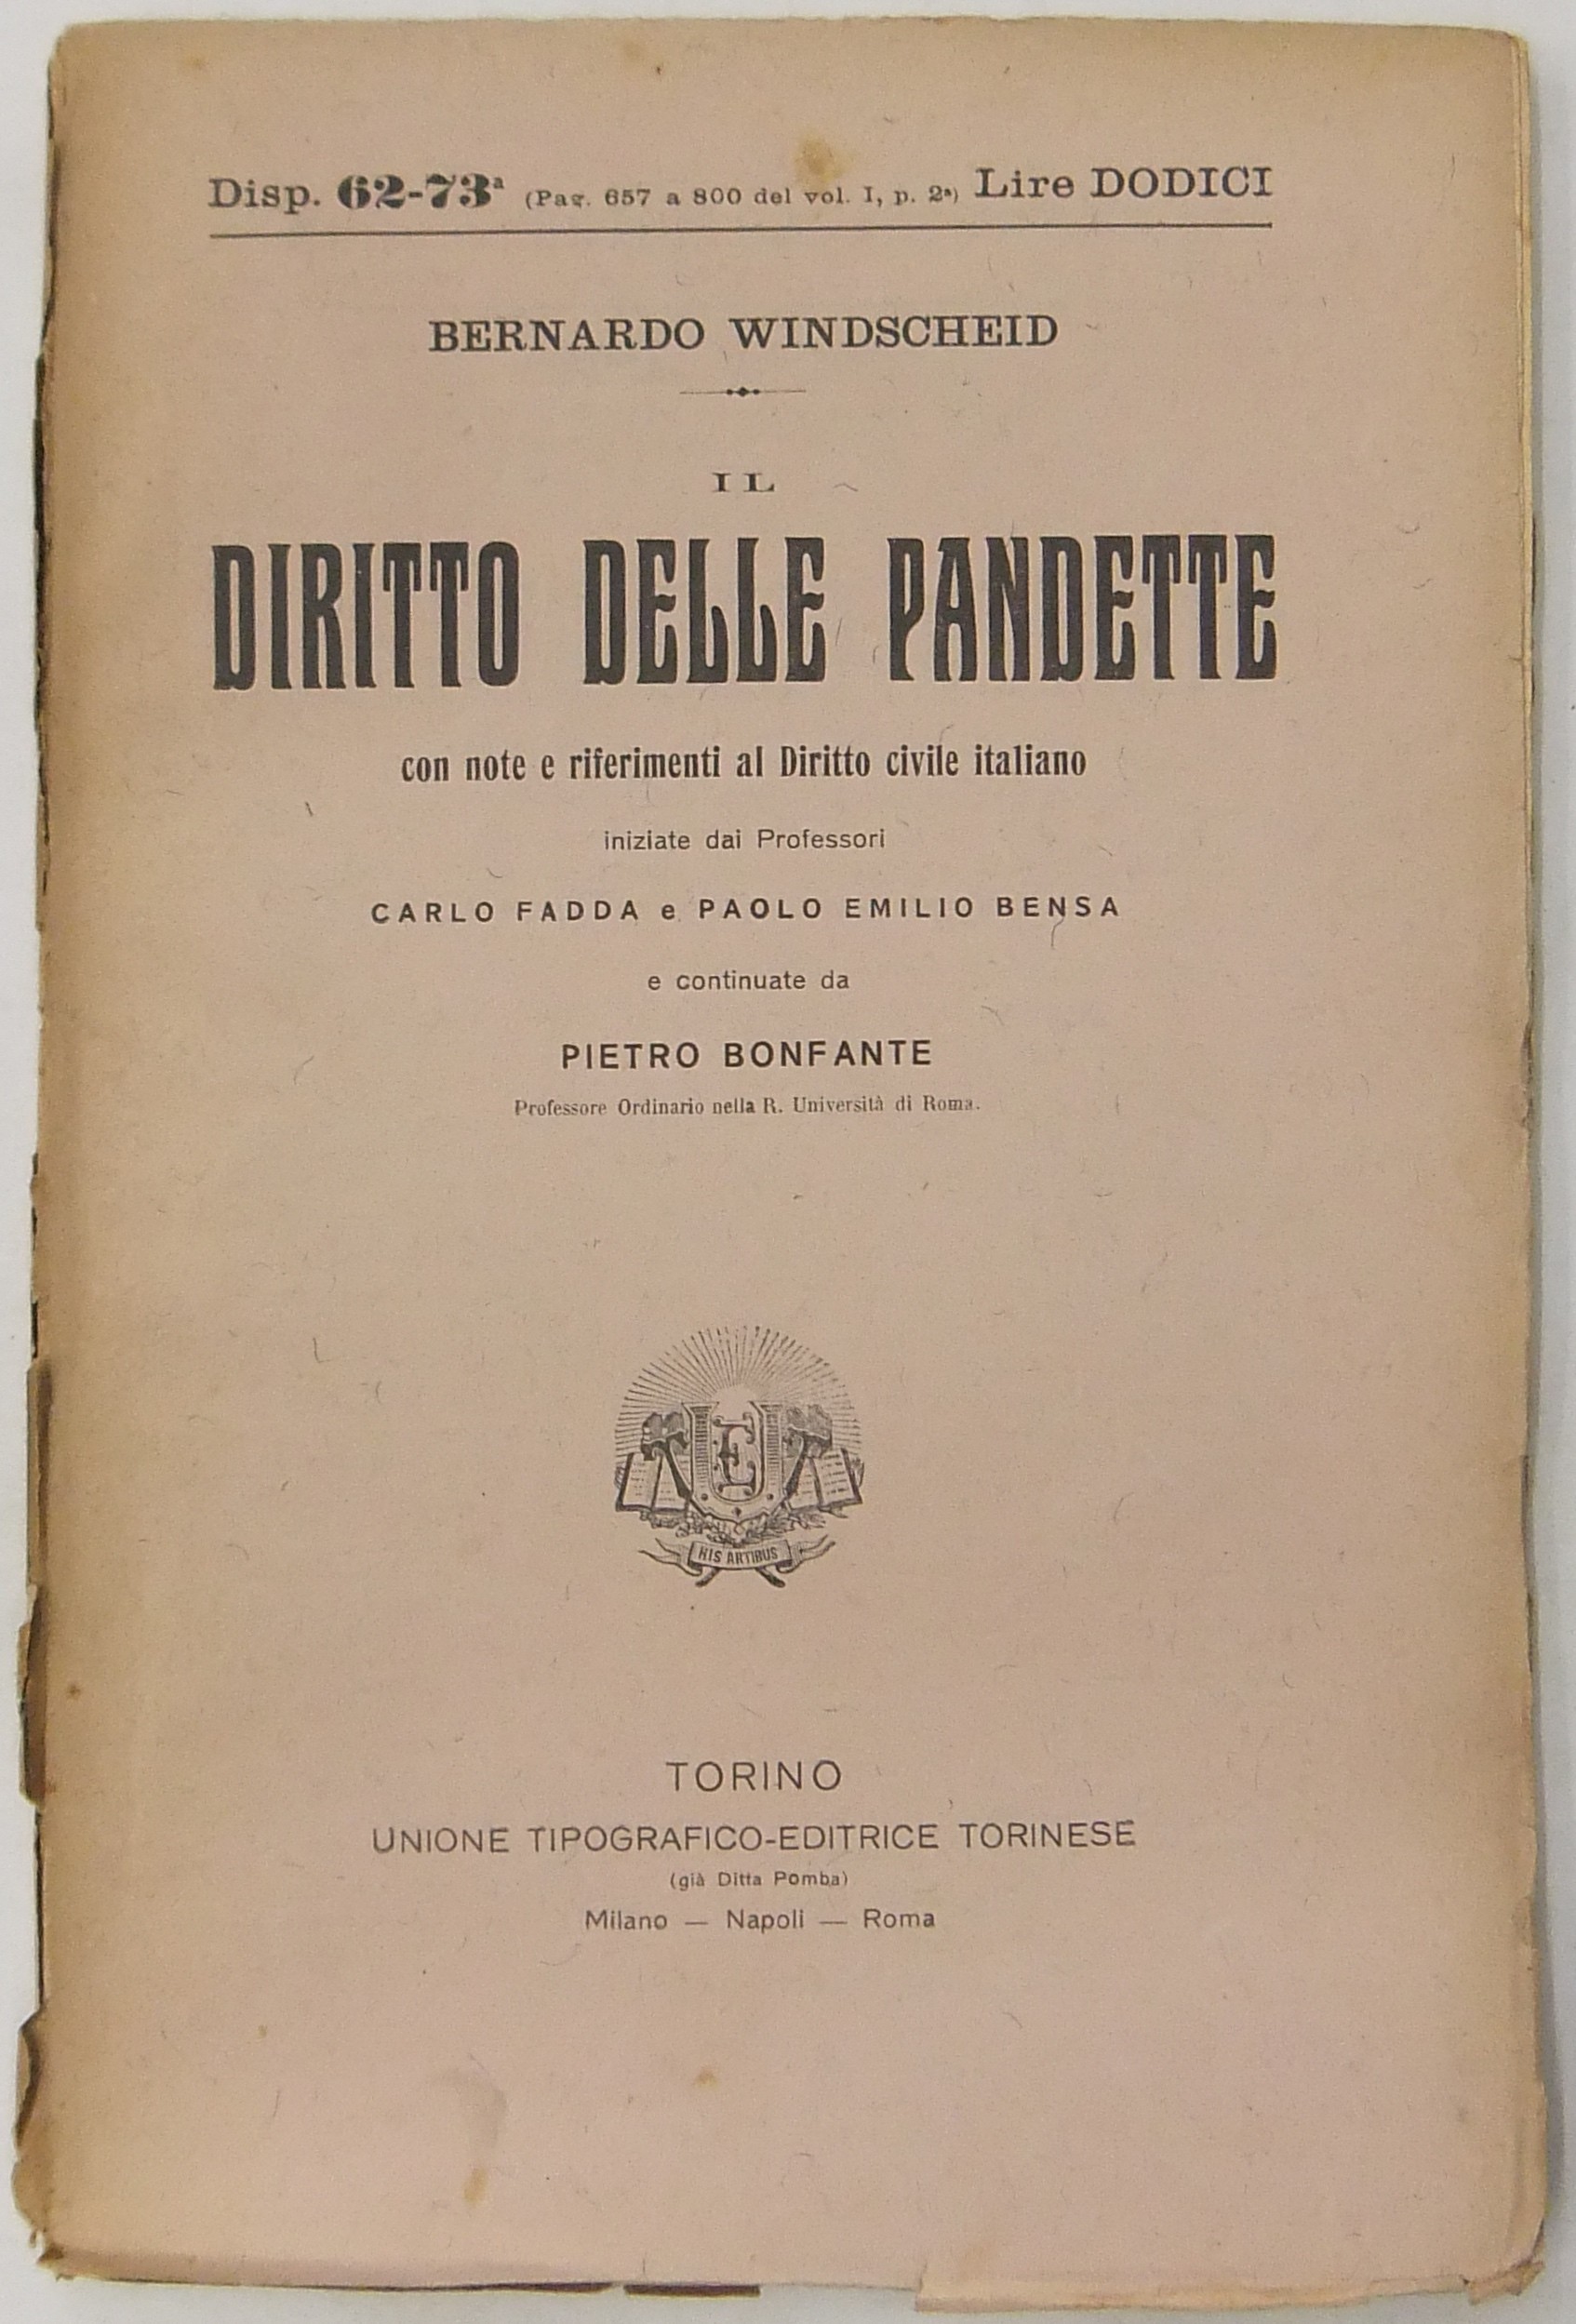 Disp. 62-73ª (Pag. 657 a 800 del vol. I, p. 2ª) Lire DODICI
BERNARDO WINDSCHEID
IL
DIRITTO DELLE PANDETTE
con note e riferimenti al Diritto civile italiano
iniziate dai Professori
CARLO FADDA e PAOLO EMILIO BENSA
e continuate da
PIETRO BONFANTE
Professore Ordinario nella R. Università di Roma.
UTE
HIS ARTIBUS
TORINO
UNIONE TIPOGRAFICO-EDITRICE TORINESE
(già Ditta Pomba)
Milano — Napoli — Roma